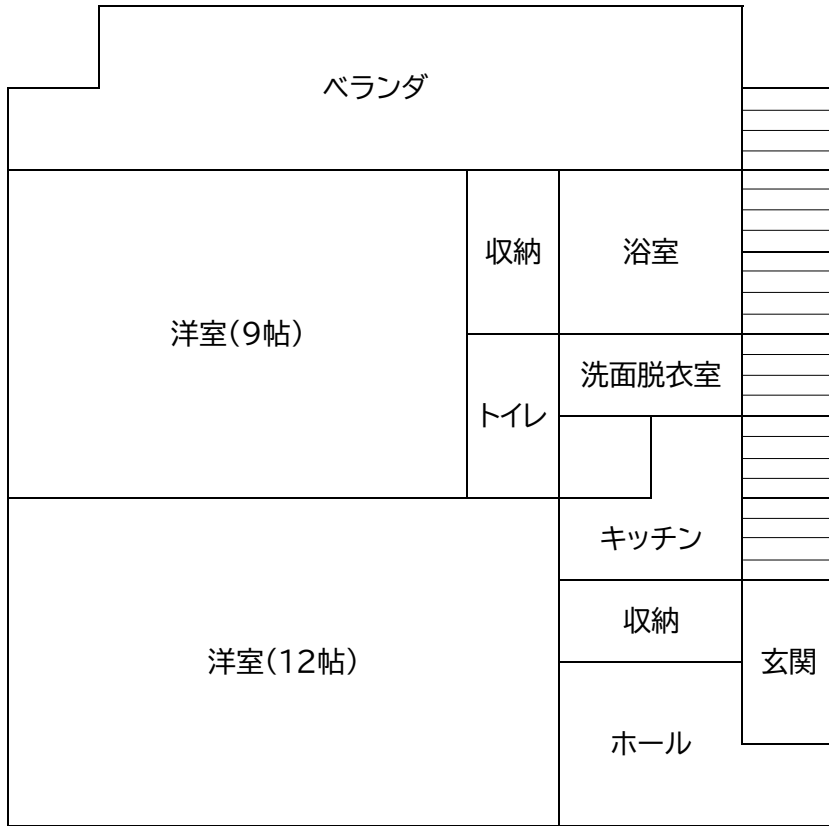 ベランダ
収納
浴室
洋室(9帖)
洗面脱衣室
トイレ
キッチン
収納
洋室(12帖)
玄関
ホール